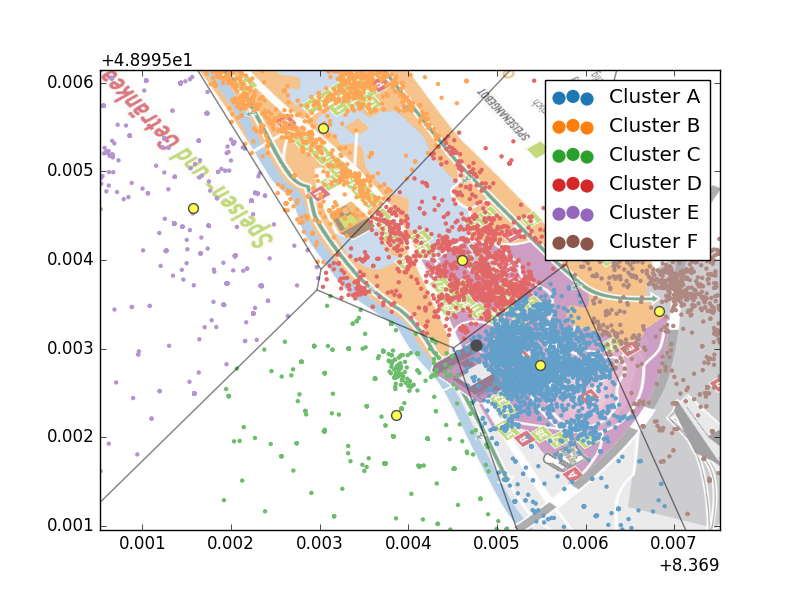 +4.8995e1
0.006
0.005
0.004
0.003
0.002
0.001
0.001
0.002
0.003
0.004
0.005
0.006
0.007
+8.369
Cluster A
Cluster B
Cluster C
Cluster D
Cluster E
Cluster F
Speisen und Getränke
SPEISENANGEBOT